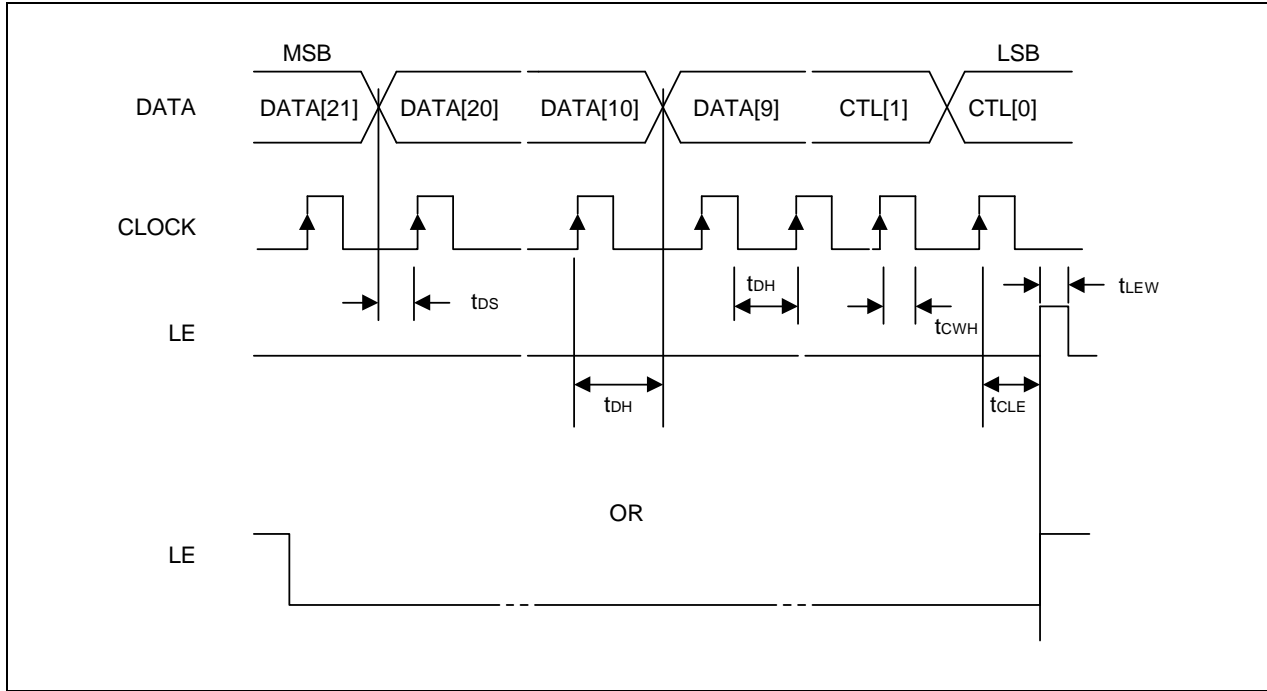 MSB LSB
DATA DATA[21] DATA[20] DATA[10] DATA[9] CTL[1] CTL[0]
CLOCK
tDS tDH tCWH tLEW
LE
tDH tCLE
OR
LE